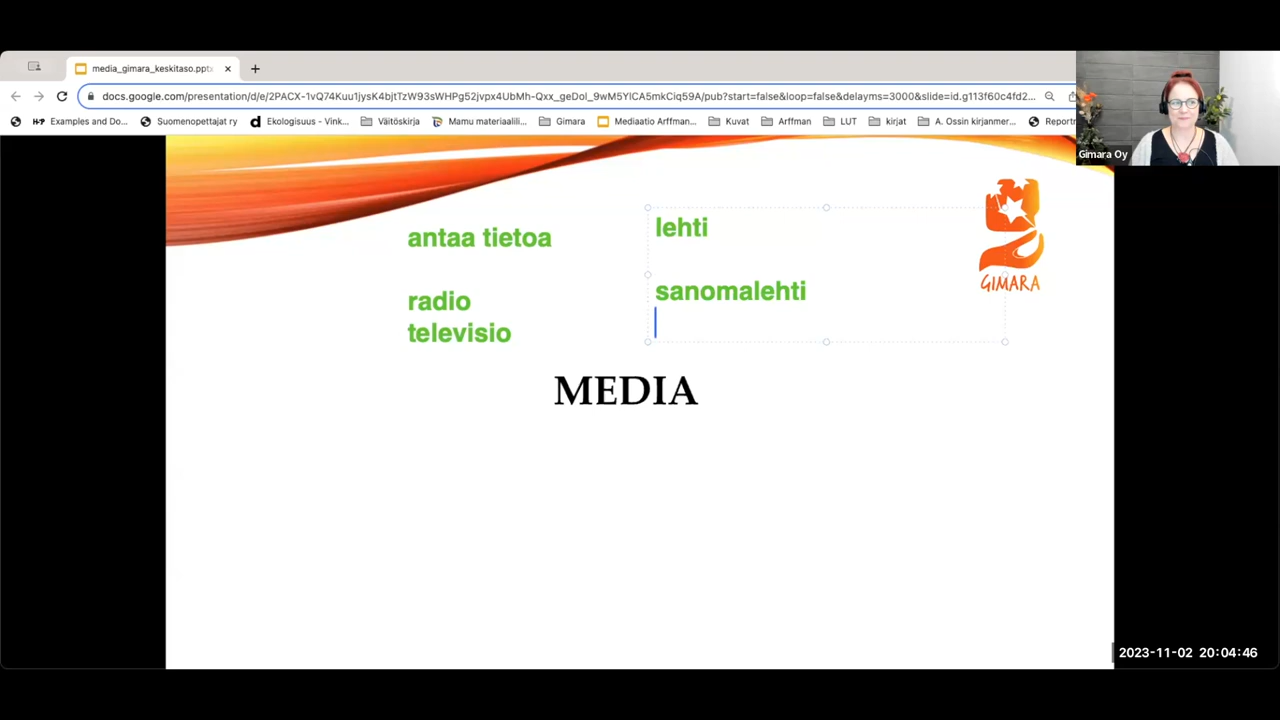 media_gimara_keskitaso.pptx
docs.google.com/presentation/d/e/2PACX-1vQ74Kuu1jysK4bjtTzW93sWHPg52jvpx4UbMh-Qxx_geDol_9wM5YlCA5mkCiq59A/pub?start=false&loop=false&delayms=3000&slide=id.g113f60c4fd2...
Examples and Do...
Suomenopettajat ry
Ekologisuus - Vink...
Väitöskirja
Mamu materiaalili...
Gimara
Mediaatio Arffman...
Kuvat
Arffman
LUT
kirjat
A. Ossin kirjanmer...
Reportr
Gimara Oy
antaa tietoa
radio
televisio
lehti
sanomalehti
GIMARA
MEDIA
2023-11-02 20:04:46